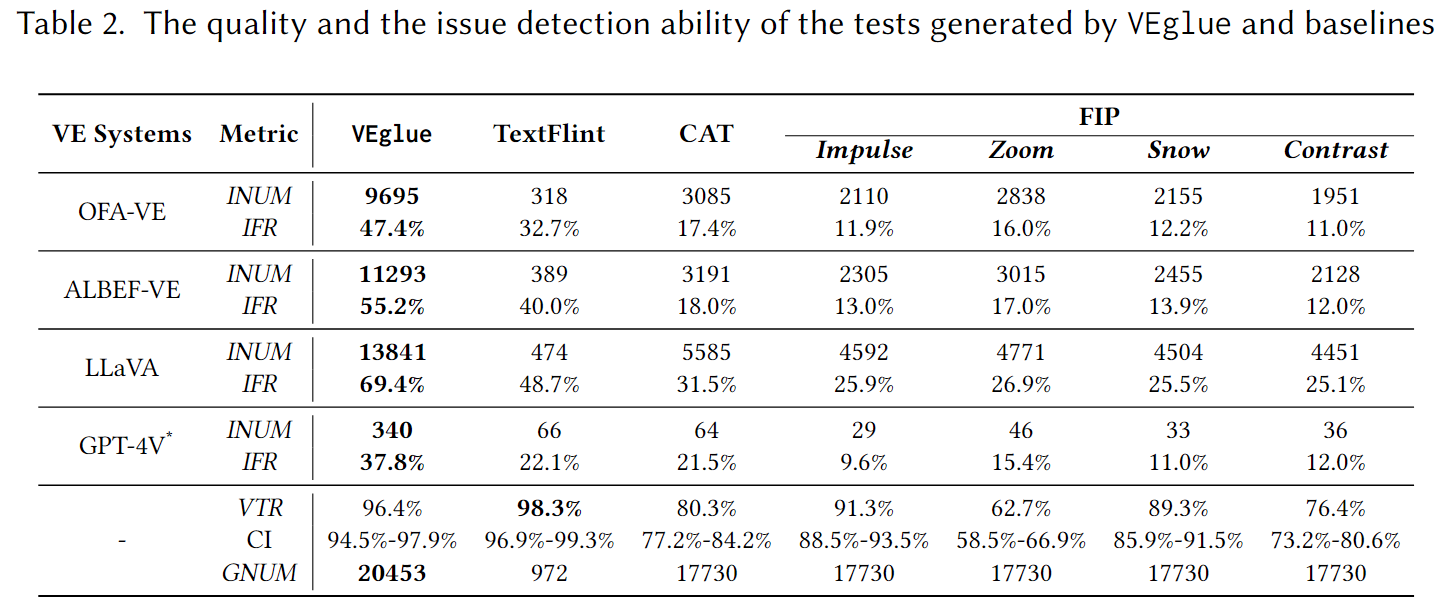 Table 2. The quality and the issue detection ability of the tests generated by VEglue and baselines
VE Systems Metric VEglue TextFlint CAT FIP
Impulse Zoom Snow Contrast
OFA-VE INUM 9695 318 3085 2110 2838 2155 1951
IFR 47.4% 32.7% 17.4% 11.9% 16.0% 12.2% 11.0%
ALBEF-VE INUM 11293 389 3191 2305 3015 2455 2128
IFR 55.2% 40.0% 18.0% 13.0% 17.0% 13.9% 12.0%
LLaVA INUM 13841 474 5585 4592 4771 4504 4451
IFR 69.4% 48.7% 31.5% 25.9% 26.9% 25.5% 25.1%
GPT-4V* INUM 340 66 64 29 46 33 36
IFR 37.8% 22.1% 21.5% 9.6% 15.4% 11.0% 12.0%
- VTR 96.4% 98.3% 80.3% 91.3% 62.7% 89.3% 76.4%
CI 94.5%-97.9% 96.9%-99.3% 77.2%-84.2% 88.5%-93.5% 58.5%-66.9% 85.9%-91.5% 73.2%-80.6%
GNUM 20453 972 17730 17730 17730 17730 17730